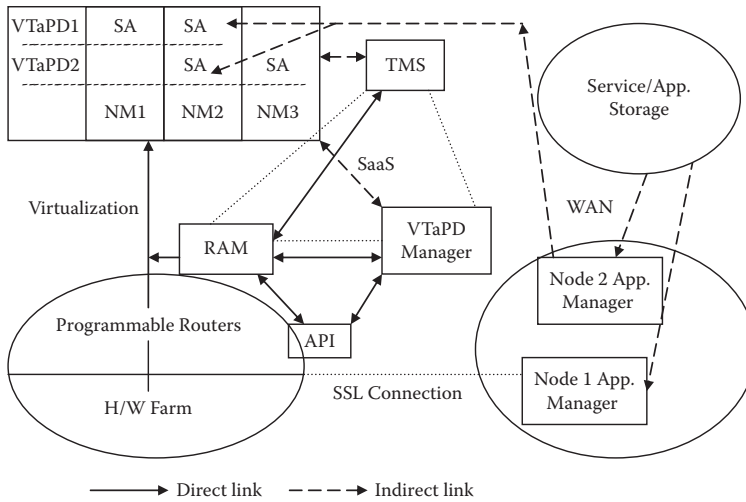 VTaPD1 SA SA
VTaPD2 SA SA
NM1 NM2 NM3
TMS
Service/App.
Storage
SaaS
Virtualization
WAN
RAM
VTaPD
Manager
Node 2 App.
Manager
Programmable Routers
API
Node 1 App.
Manager
SSL Connection
H/W Farm
Direct link
Indirect link